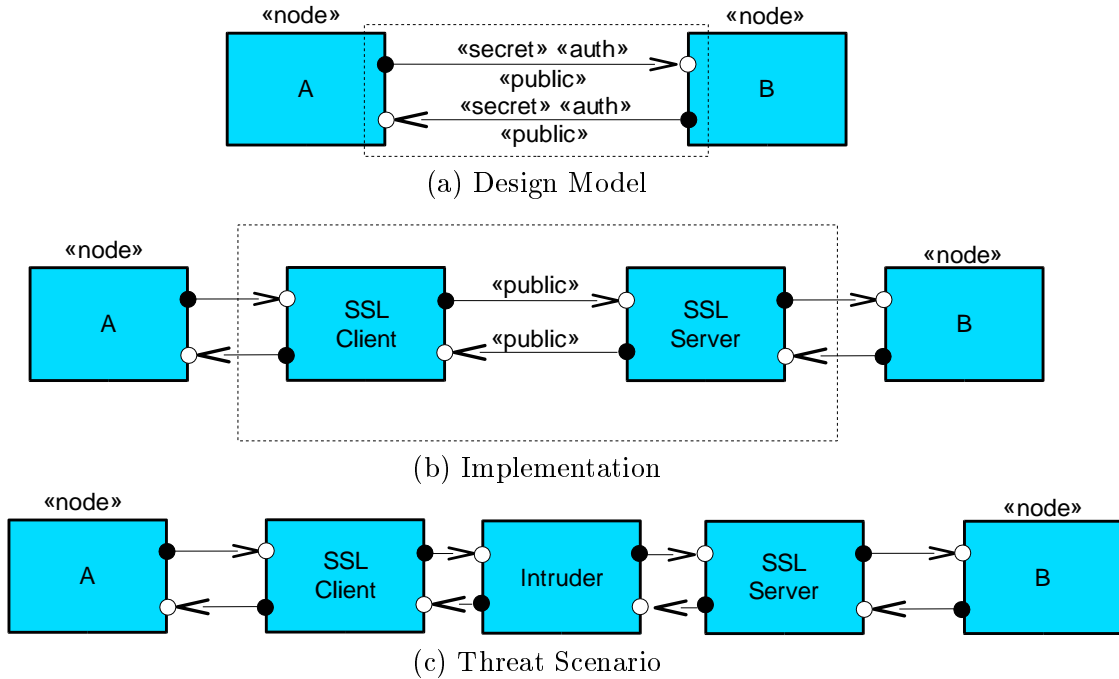 «node»
«node»
A
«secret» «auth»
«public»
«secret» «auth»
«public»
B
(a) Design Model
«node»
«node»
A
SSL
Client
«public»
«public»
SSL
Server
B
(b) Implementation
«node»
«node»
A
SSL
Client
Intruder
SSL
Server
B
(c) Threat Scenario